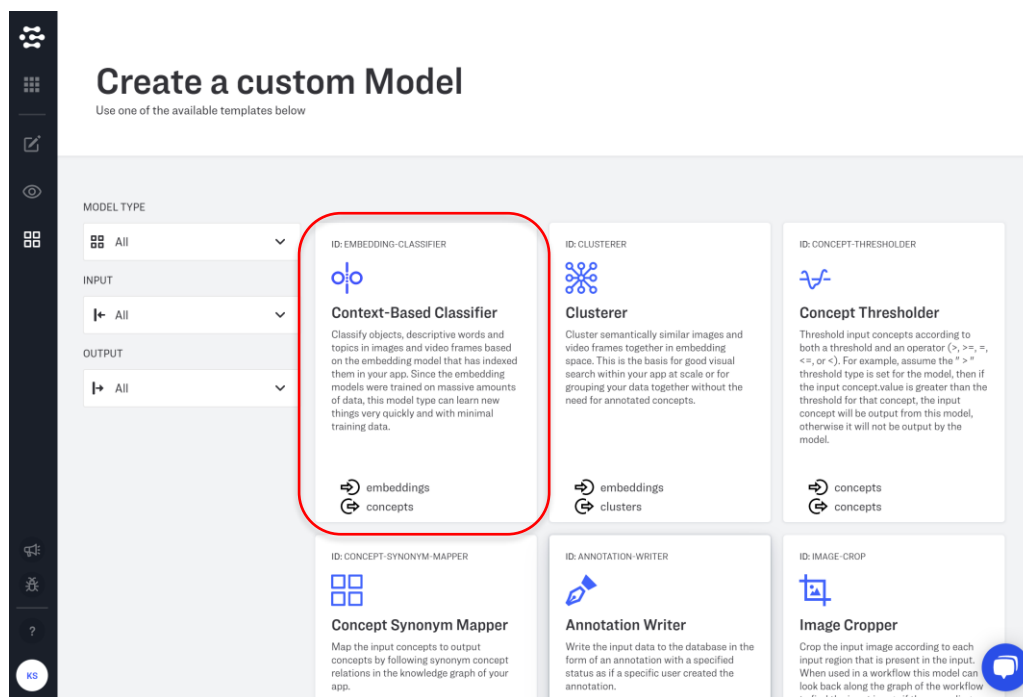 Create a custom Model
Use one of the available templates below
MODEL TYPE
All
INPUT
All
OUTPUT
All
ID: EMBEDDING-CLASSIFIER
Context-Based Classifier
Classify objects, descriptive words and
topics in images and video frames based
on the embedding model that has indexed
them in your app. Since the embedding
models were trained on massive amounts
of data, this model type can learn new
things very quickly and with minimal
training data.
embeddings
concepts
ID: CLUSTERER
Clusterer
Cluster semantically similar images and
video frames together in embedding
space. This is the basis for good visual
search within your app at scale or for
grouping your data together without the
need for annotated concepts.
embeddings
clusters
ID: CONCEPT-THRESHOLDER
Concept Thresholder
Threshold input concepts according to
both a threshold and an operator (>, >=, =,
<=, or <). For example, assume the " > "
threshold type is set for the model, then if
the input concept.value is greater than the
threshold for that concept, the input
concept will be output from this model,
otherwise it will not be output by the
model.
concepts
concepts
ID: CONCEPT-SYNONYM-MAPPER
Concept Synonym Mapper
Map the input concepts to output
concepts by following synonym concept
relations in the knowledge graph of your
app.
ID: ANNOTATION-WRITER
Annotation Writer
Write the input data to the database in the
form of an annotation with a specified
status as if a specific user created the
annotation.
ID: IMAGE-CROP
Image Cropper
Crop the input image according to each
input region that is present in the input.
When used in a workflow this model can
look back along the graph of the workflow
?
KS